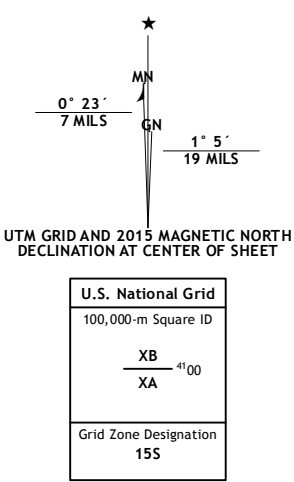 ★
MN
0° 23´
7 MILS
GN
1° 5´
19 MILS
UTM GRID AND 2015 MAGNETIC NORTH
DECLINATION AT CENTER OF SHEET
U.S. National Grid
100,000-m Square ID
XB
4100
XA
Grid Zone Designation
15S